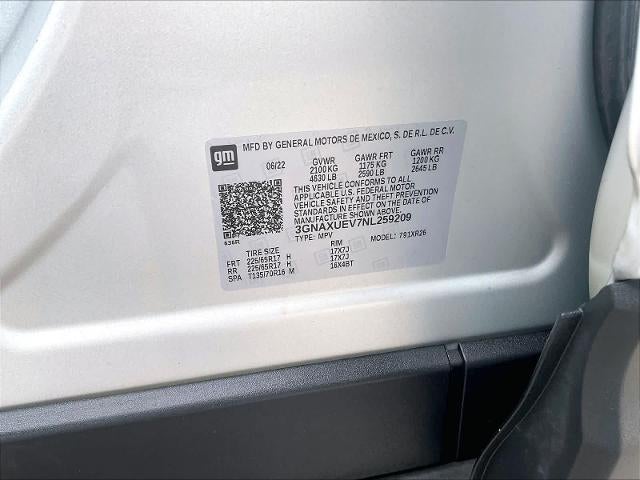 MFD BY GENERAL MOTORS DE MEXICO, S. DE R.L. DE C.V.
gm
06/22 GVWR GAWR FRT GAWR RR
2100 KG 1175 KG 1200 KG
4630 LB 2590 LB 2645 LB
THIS VEHICLE CONFORMS TO ALL
APPLICABLE U.S. FEDERAL MOTOR
VEHICLE SAFETY AND THEFT PREVENTION
STANDARDS IN EFFECT ON THE DATE OF
MANUFACTURE SHOWN ABOVE.
3GNAXUEV7NL259209
TYPE: MPV MODEL: 791XR26
636R
TIRE SIZE RIM
FRT 225/65R17 H 17X7J
RR 225/65R17 H 17X7J
SPA T135/70R16 M 16X4BT